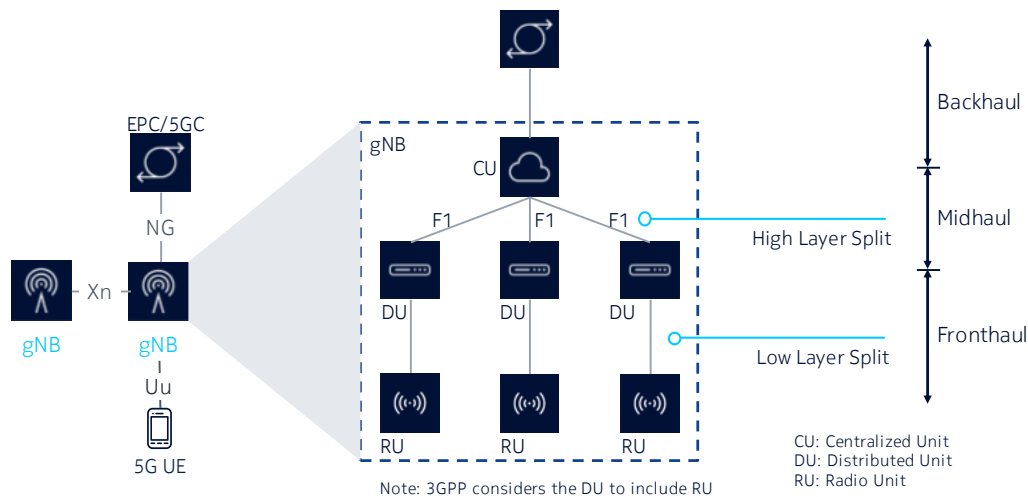 EPC/5GC
NG
Xn
gNB
gNB
Uu
5G UE
gNB
CU
F1
F1
F1
DU
DU
DU
RU
RU
RU
High Layer Split
Low Layer Split
Backhaul
Midhaul
Fronthaul
CU: Centralized Unit
DU: Distributed Unit
RU: Radio Unit
Note: 3GPP considers the DU to include RU